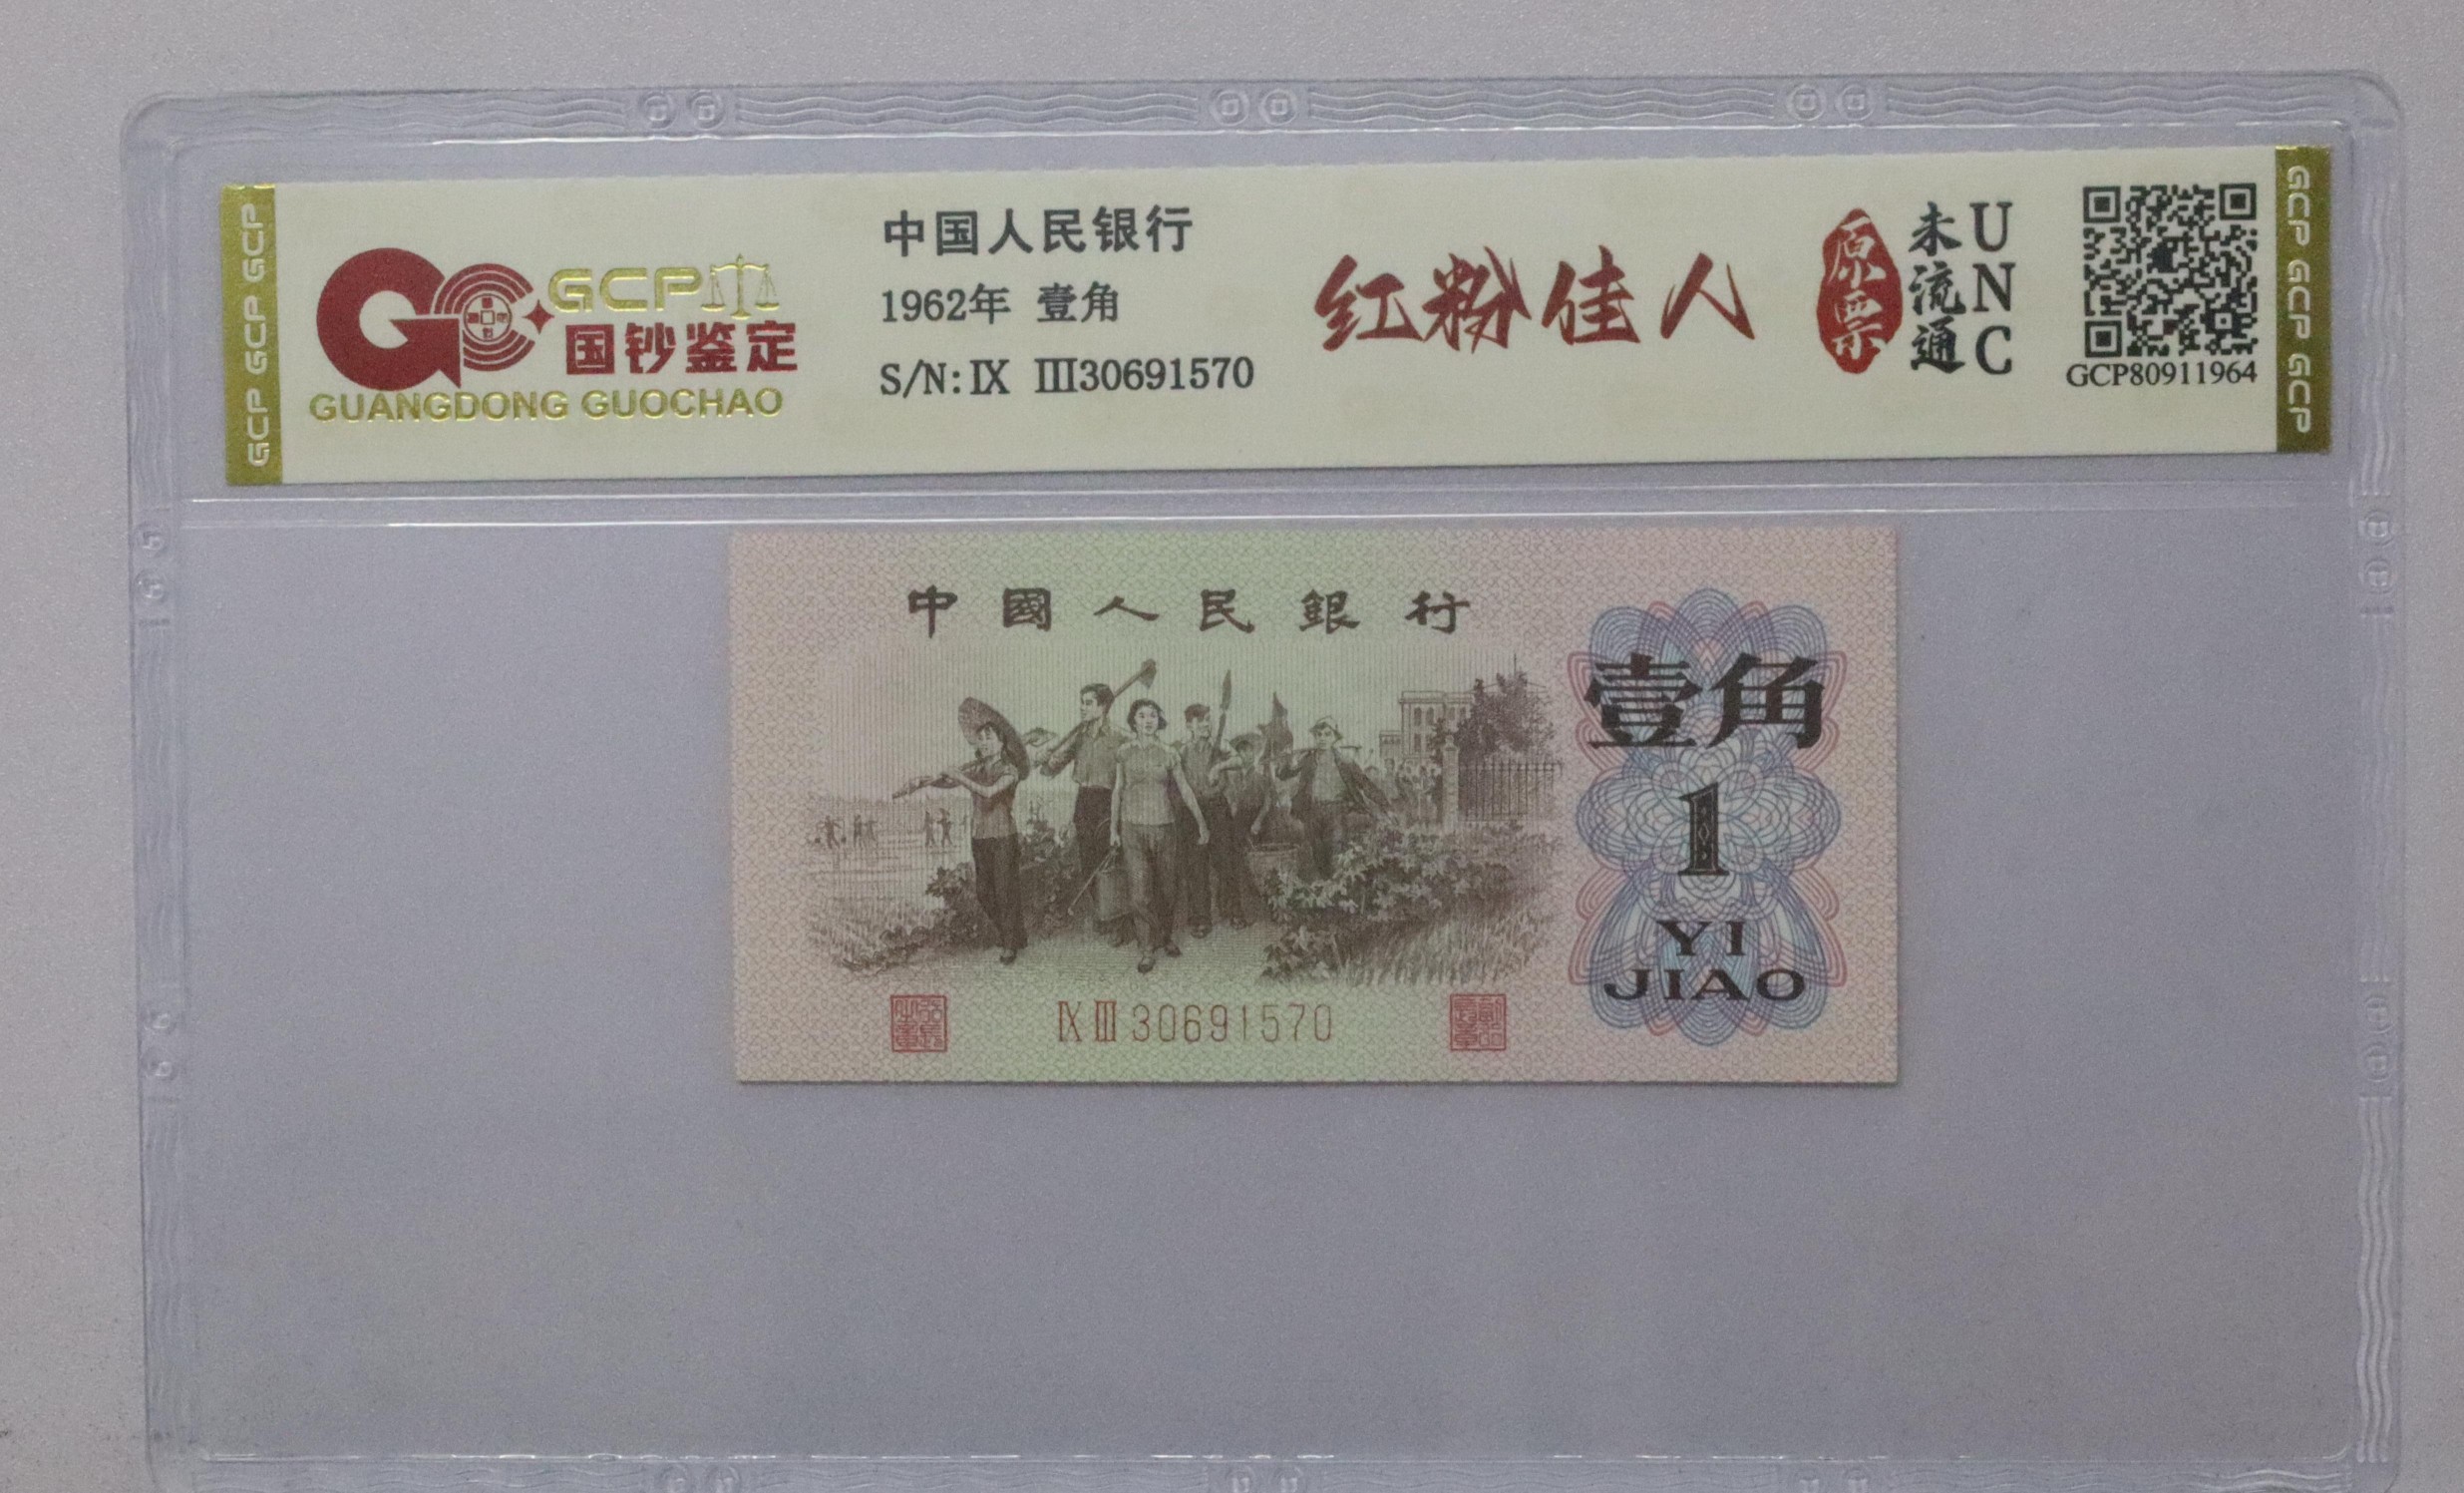 GCP GCP GCP
GCP
国钞鉴定
GUANGDONG GUOCHAO
中国人民银行
1962年 壹角
S/N: IX III30691570
红粉佳人
原票
未流通
UNC
GCP80911964
GCP GCP GCP
中國人民銀行
壹角
1
YI
JIAO
IX III 30691570